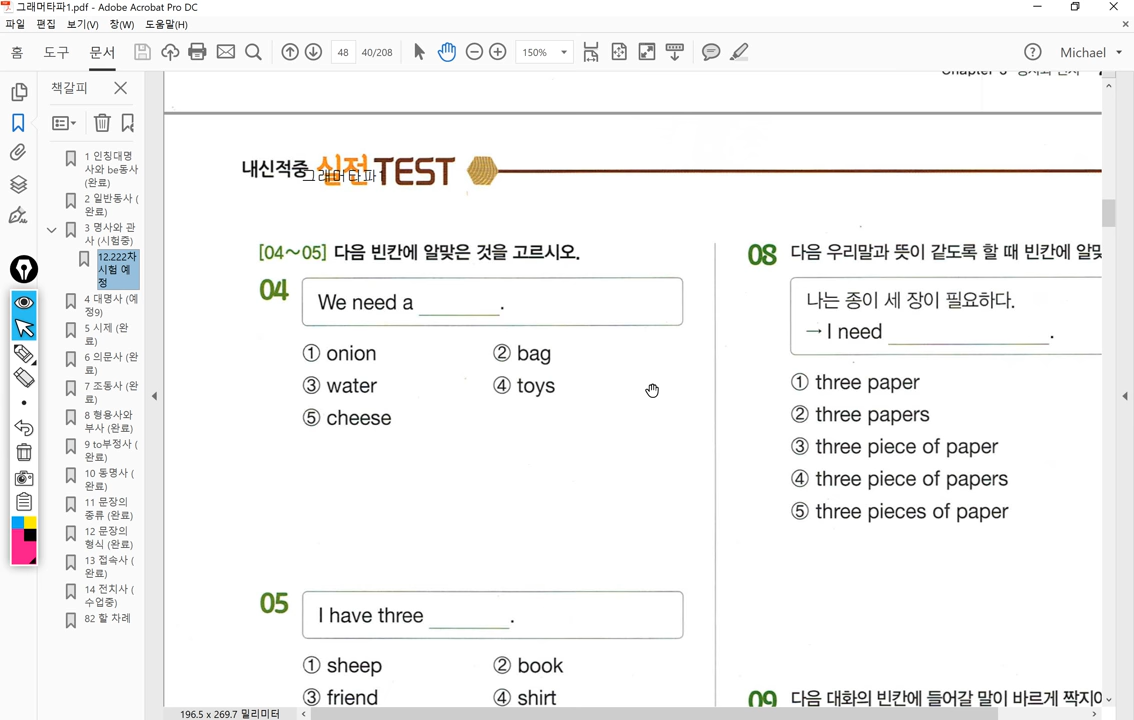 그래머타파1.pdf - Adobe Acrobat Pro DC
파일 편집 보기(V) 창(W) 도움말(H)
홈 도구 문서 48 40/208 150% Michael
책갈피
1 인칭대명
사와 be동사
(완료)
2 일반동사 (
완료)
3 명사와 관
사 (시험중)
12.222차
시험 예
정
4 대명사 (예
정9)
5 시제 (완
료)
6 의문사 (완
료)
7 조동사 (완
료)
8 형용사와
부사 (완료)
9 to부정사 (
완료)
10 동명사 (
완료)
11 문장의
종류 (완료)
12 문장의
형식 (완료)
13 접속사 (
완료)
14 전치사 (
수업중)
82 할 차례
내신적중 실전TEST
그래머타파1
[04~05] 다음 빈칸에 알맞은 것을 고르시오.
04
We need a ________.
① onion ② bag
③ water ④ toys
⑤ cheese
05
I have three ________.
① sheep ② book
③ friend ④ shirt
08 다음 우리말과 뜻이 같도록 할 때 빈칸에 알맞
나는 종이 세 장이 필요하다.
→ I need ________________.
① three paper
② three papers
③ three piece of paper
④ three piece of papers
⑤ three pieces of paper
09 다음 대화의 빈칸에 들어갈 말이 바르게 짝지어
196.5 x 269.7 밀리미터